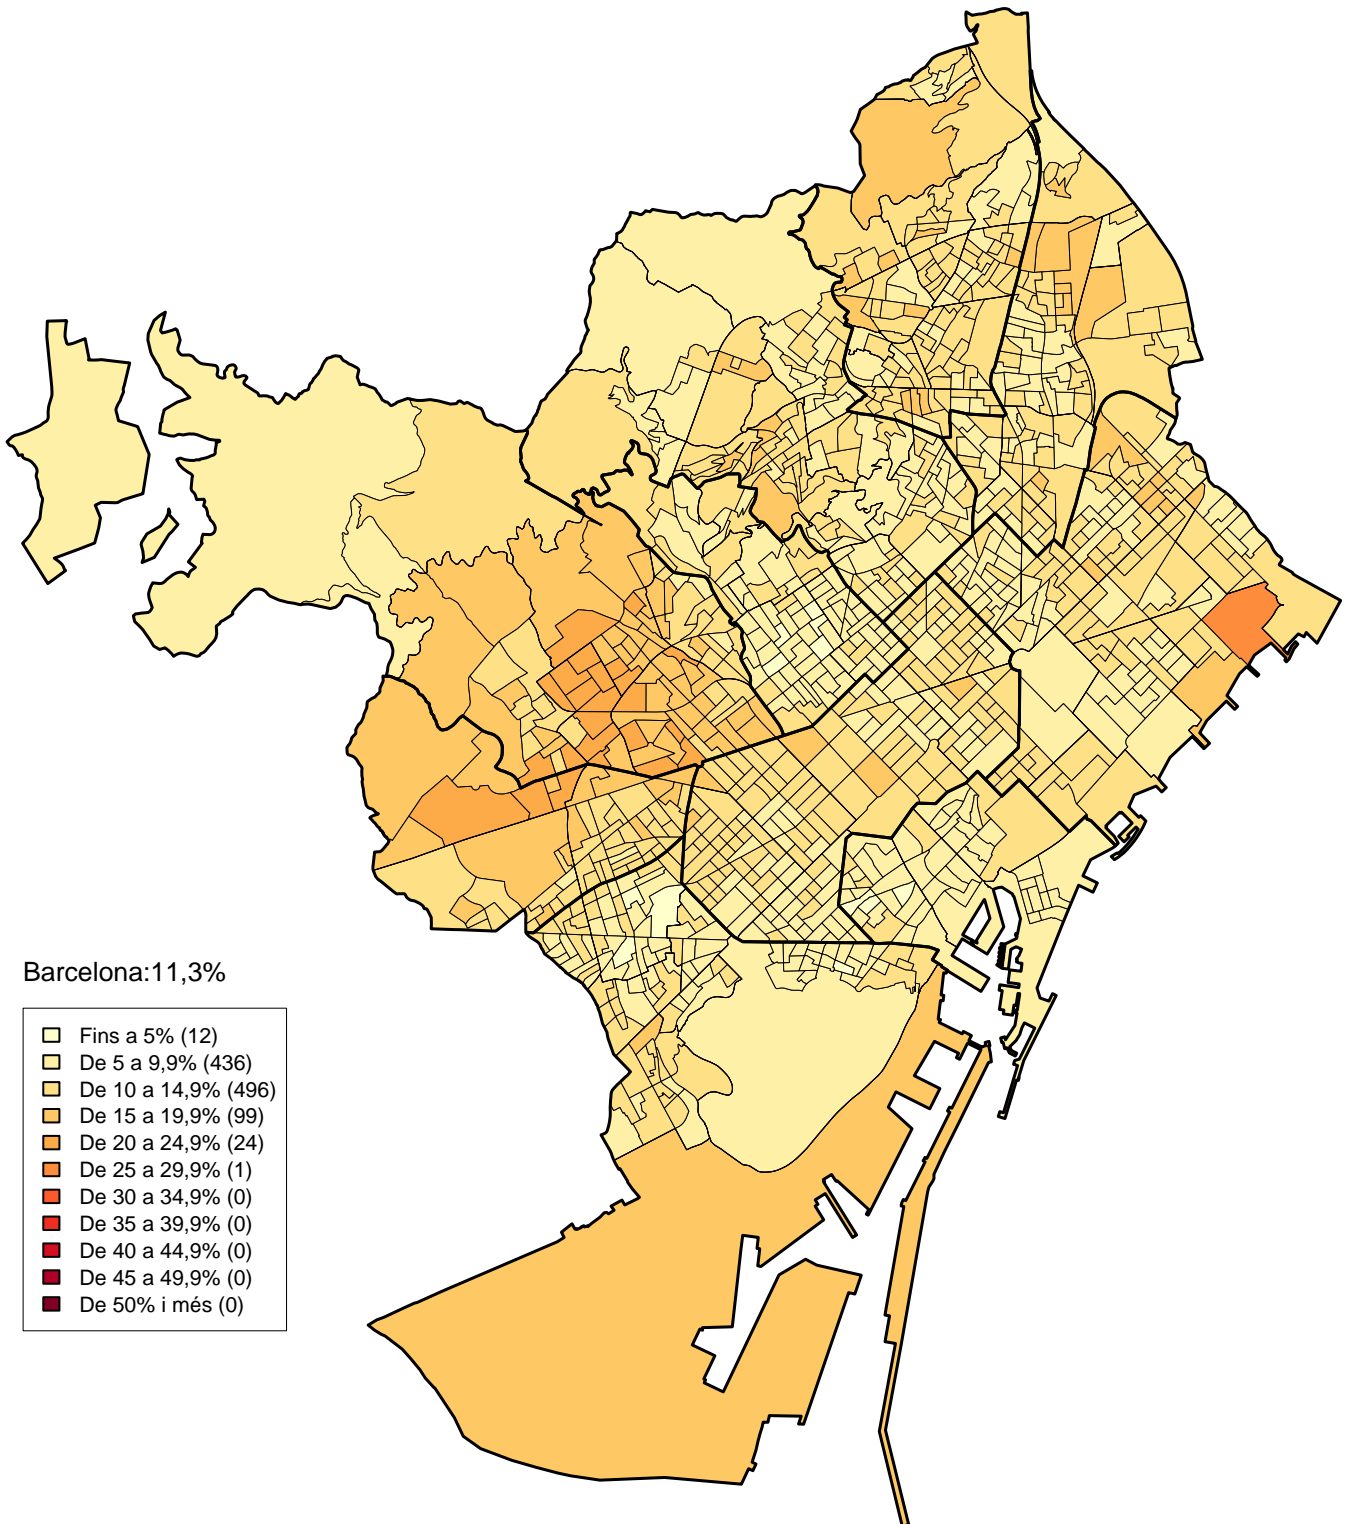 Barcelona:11,3%
Fins a 5% (12)
De 5 a 9,9% (436)
De 10 a 14,9% (496)
De 15 a 19,9% (99)
De 20 a 24,9% (24)
De 25 a 29,9% (1)
De 30 a 34,9% (0)
De 35 a 39,9% (0)
De 40 a 44,9% (0)
De 45 a 49,9% (0)
De 50% i més (0)